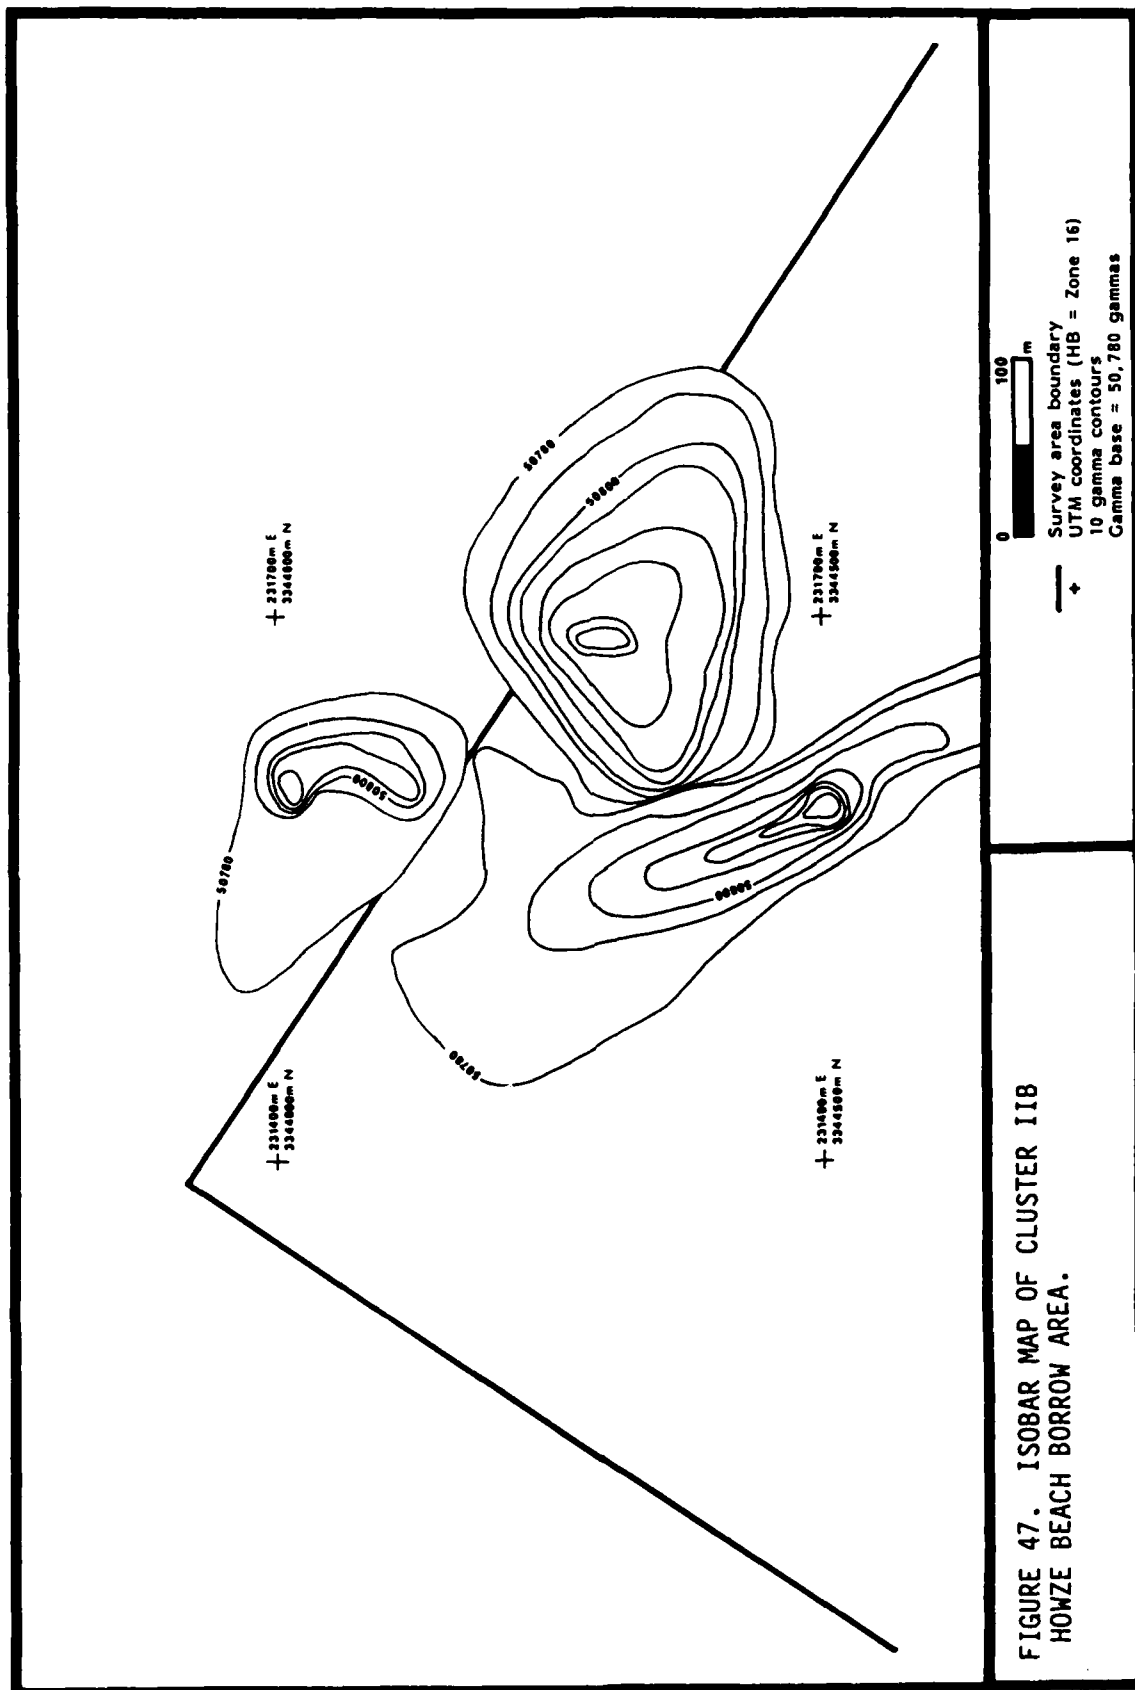 50780
231400m E
3344800m N
231700m E
3344800m N
50800
50780
50780
50800
50800
231400m E
3344500m N
231700m E
3344500m N
FIGURE 47. ISOBAR MAP OF CLUSTER IIB
HOWZE BEACH BORROW AREA.
0 100
m
Survey area boundary
+ UTM coordinates (HB = Zone 16)
10 gamma contours
Gamma base = 50,780 gammas